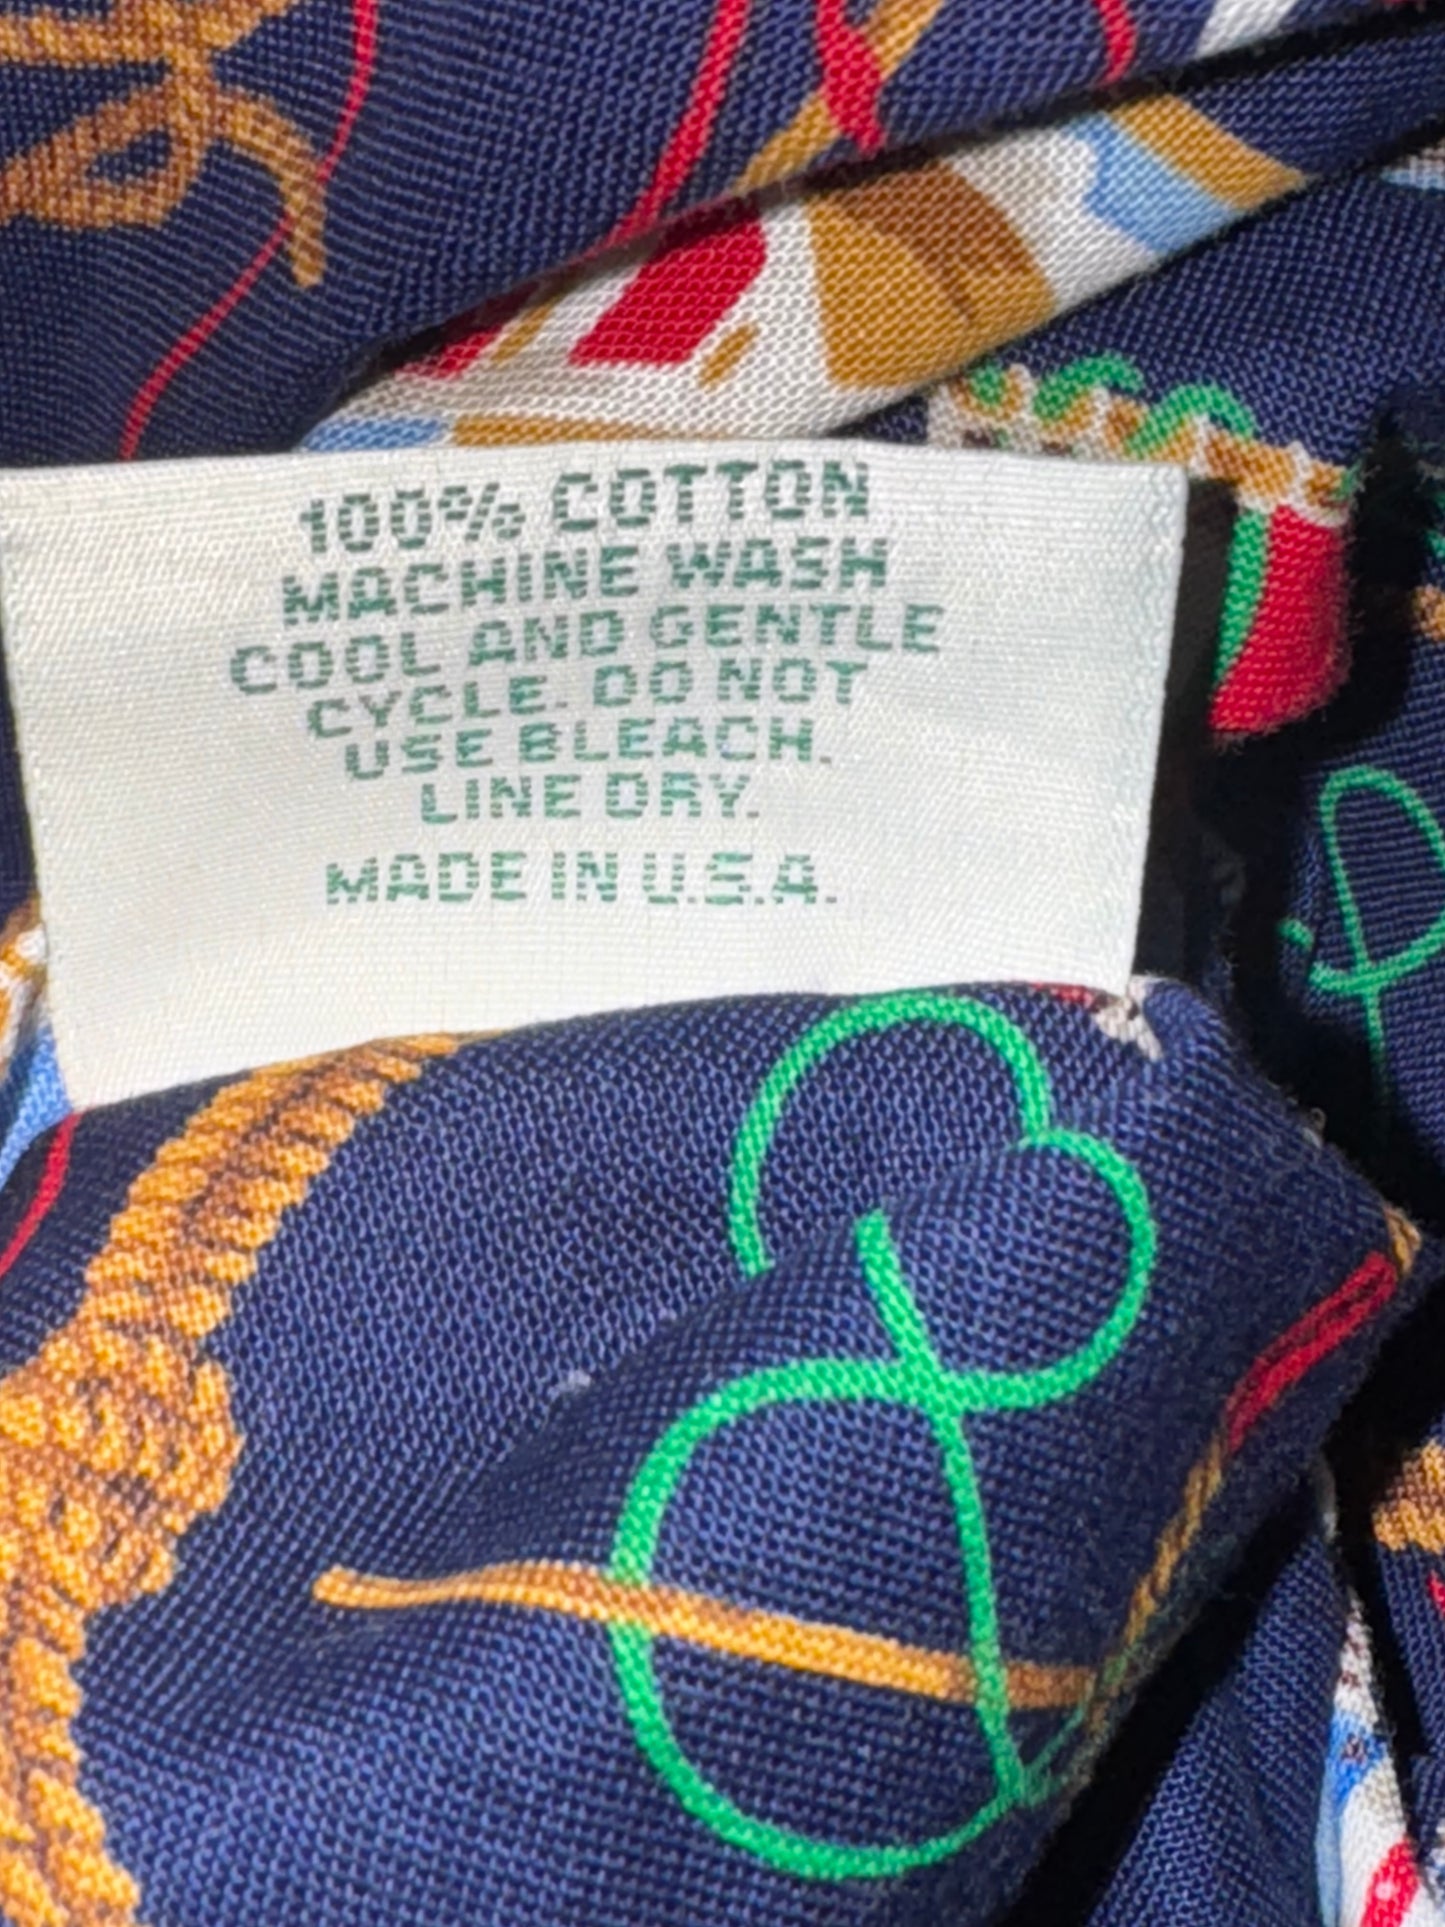 100% COTTON
MACHINE WASH
COOL AND GENTLE
CYCLE. DO NOT
USE BLEACH.
LINE DRY.
MADE IN U.S.A.